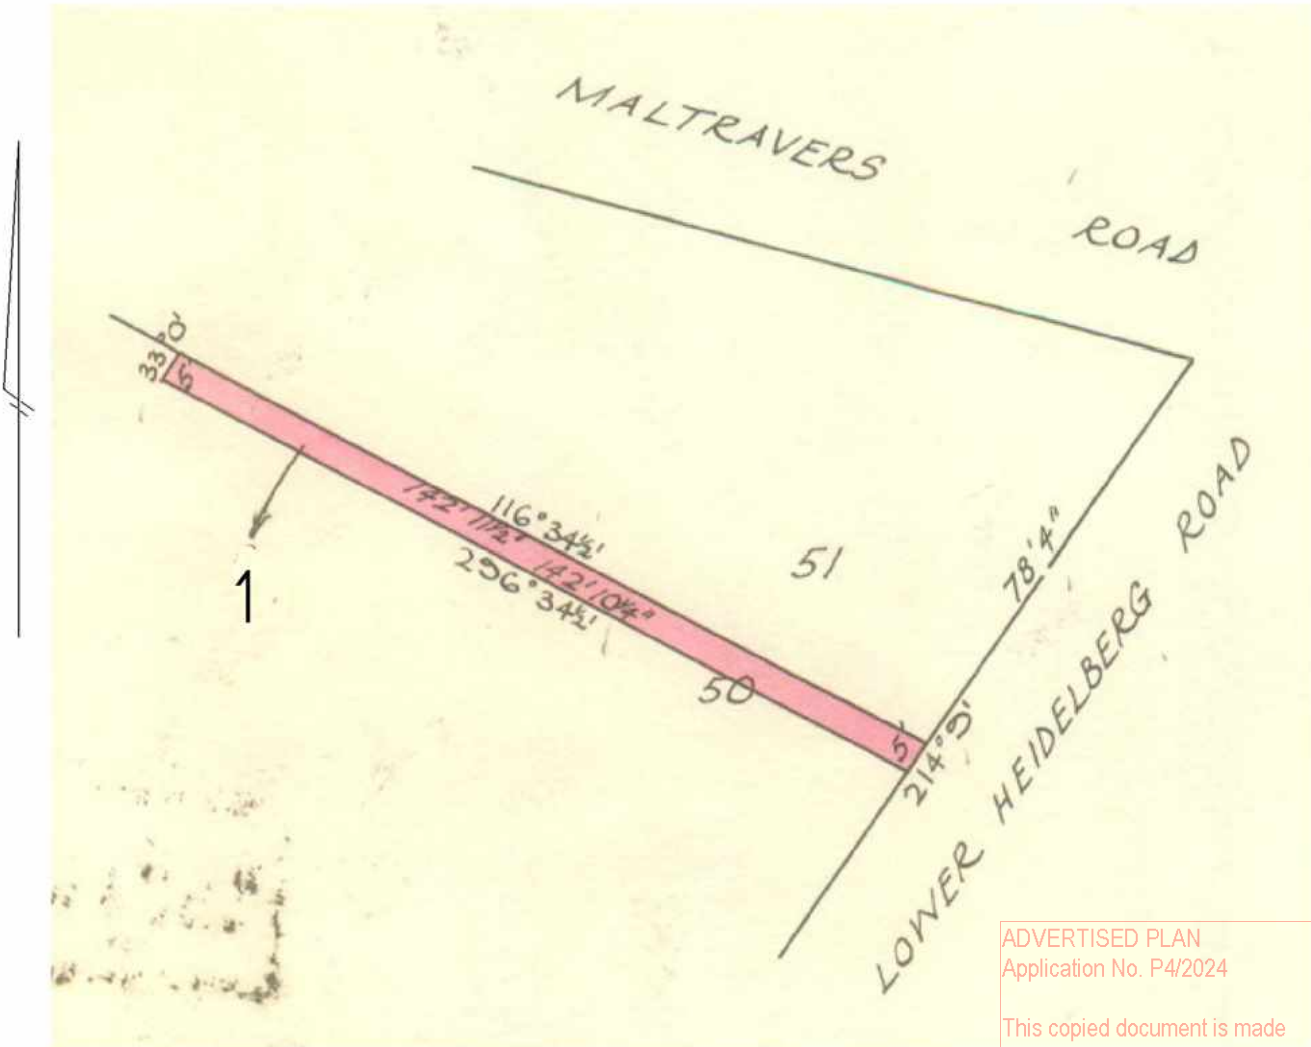 MALTRAVERS
ROAD
33°0'
5'
142' 11½"
116°34½'
142' 10¼"
296°34½'
1
51
50
78'4"
5'
214°9'
LOWER HEIDELBERG ROAD
ADVERTISED PLAN
Application No. P4/2024
This copied document is made